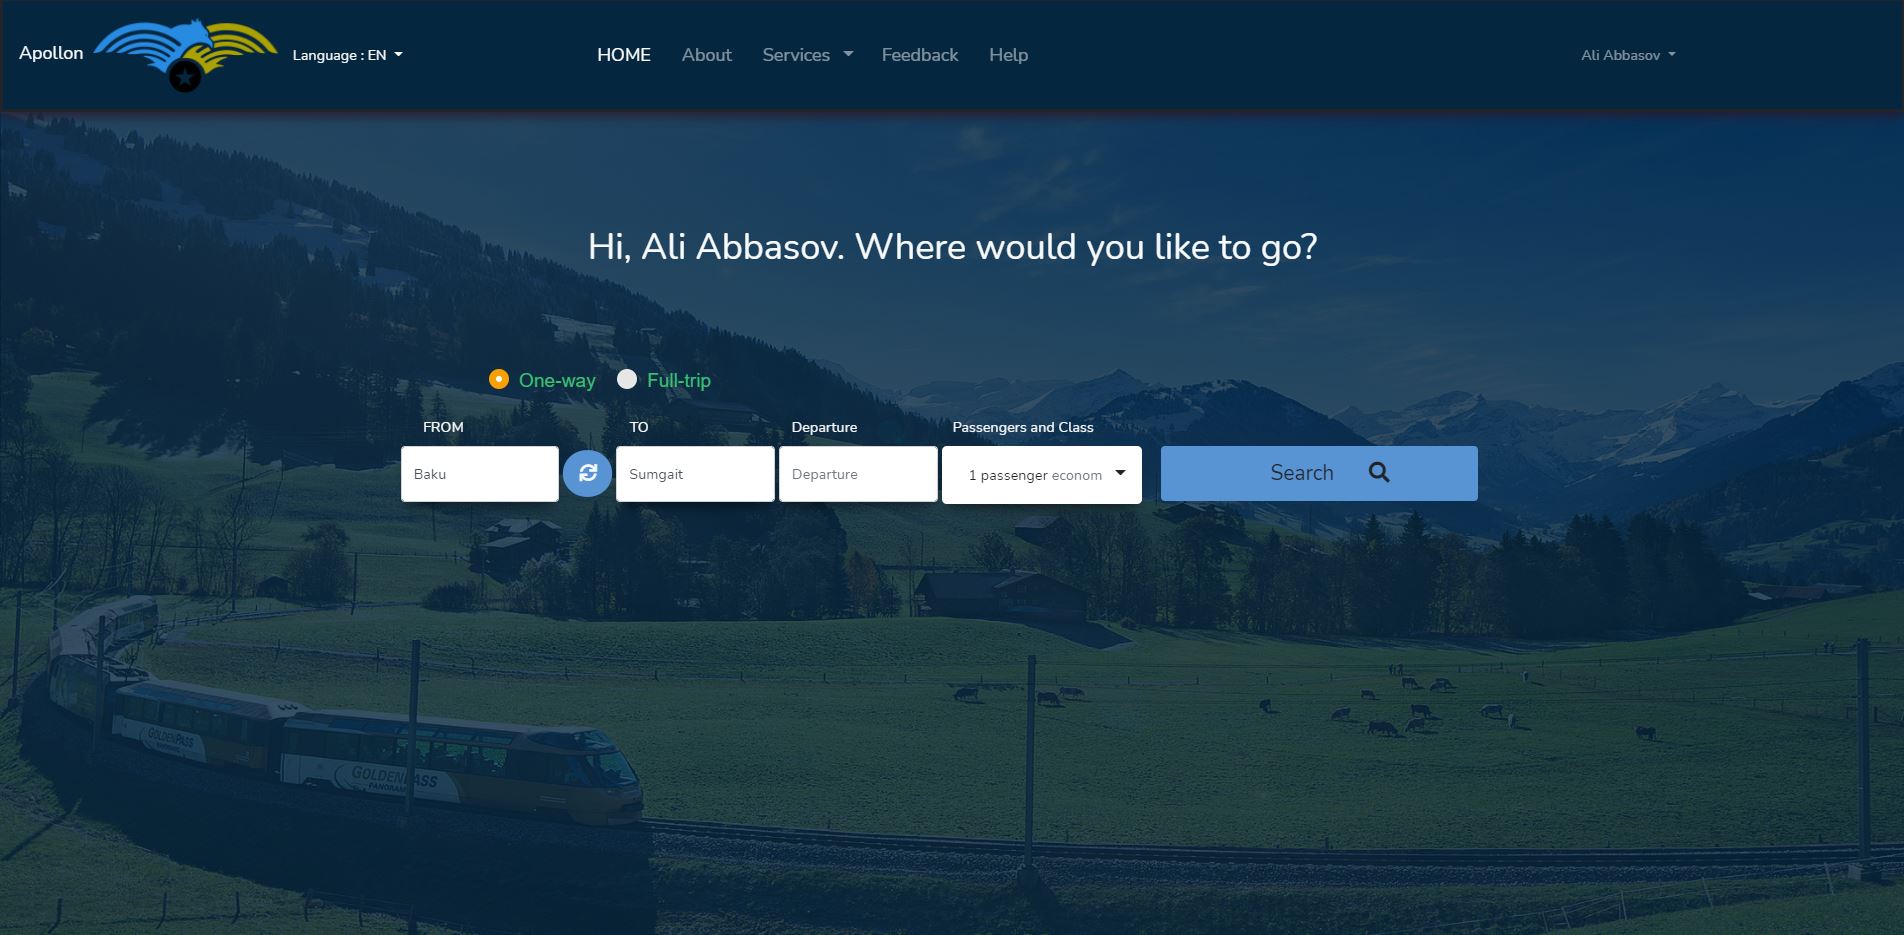 Apollon
Language : EN
HOME
About
Services
Feedback
Help
Ali Abbasov
Hi, Ali Abbasov. Where would you like to go?
One-way
Full-trip
FROM
TO
Departure
Passengers and Class
Baku
Sumgait
Departure
1 passenger econom
Search
GOLDENPASS
GOLDENPASS
PANORAMIC